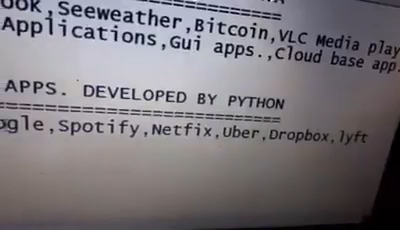 ook,Seeweather,Bitcoin,VLC Media play
Applications,Gui apps.,Cloud base app.
APPS. DEVELOPED BY PYTHON
============================
ogle,Spotify,Netfix,Uber,Dropbox,lyft